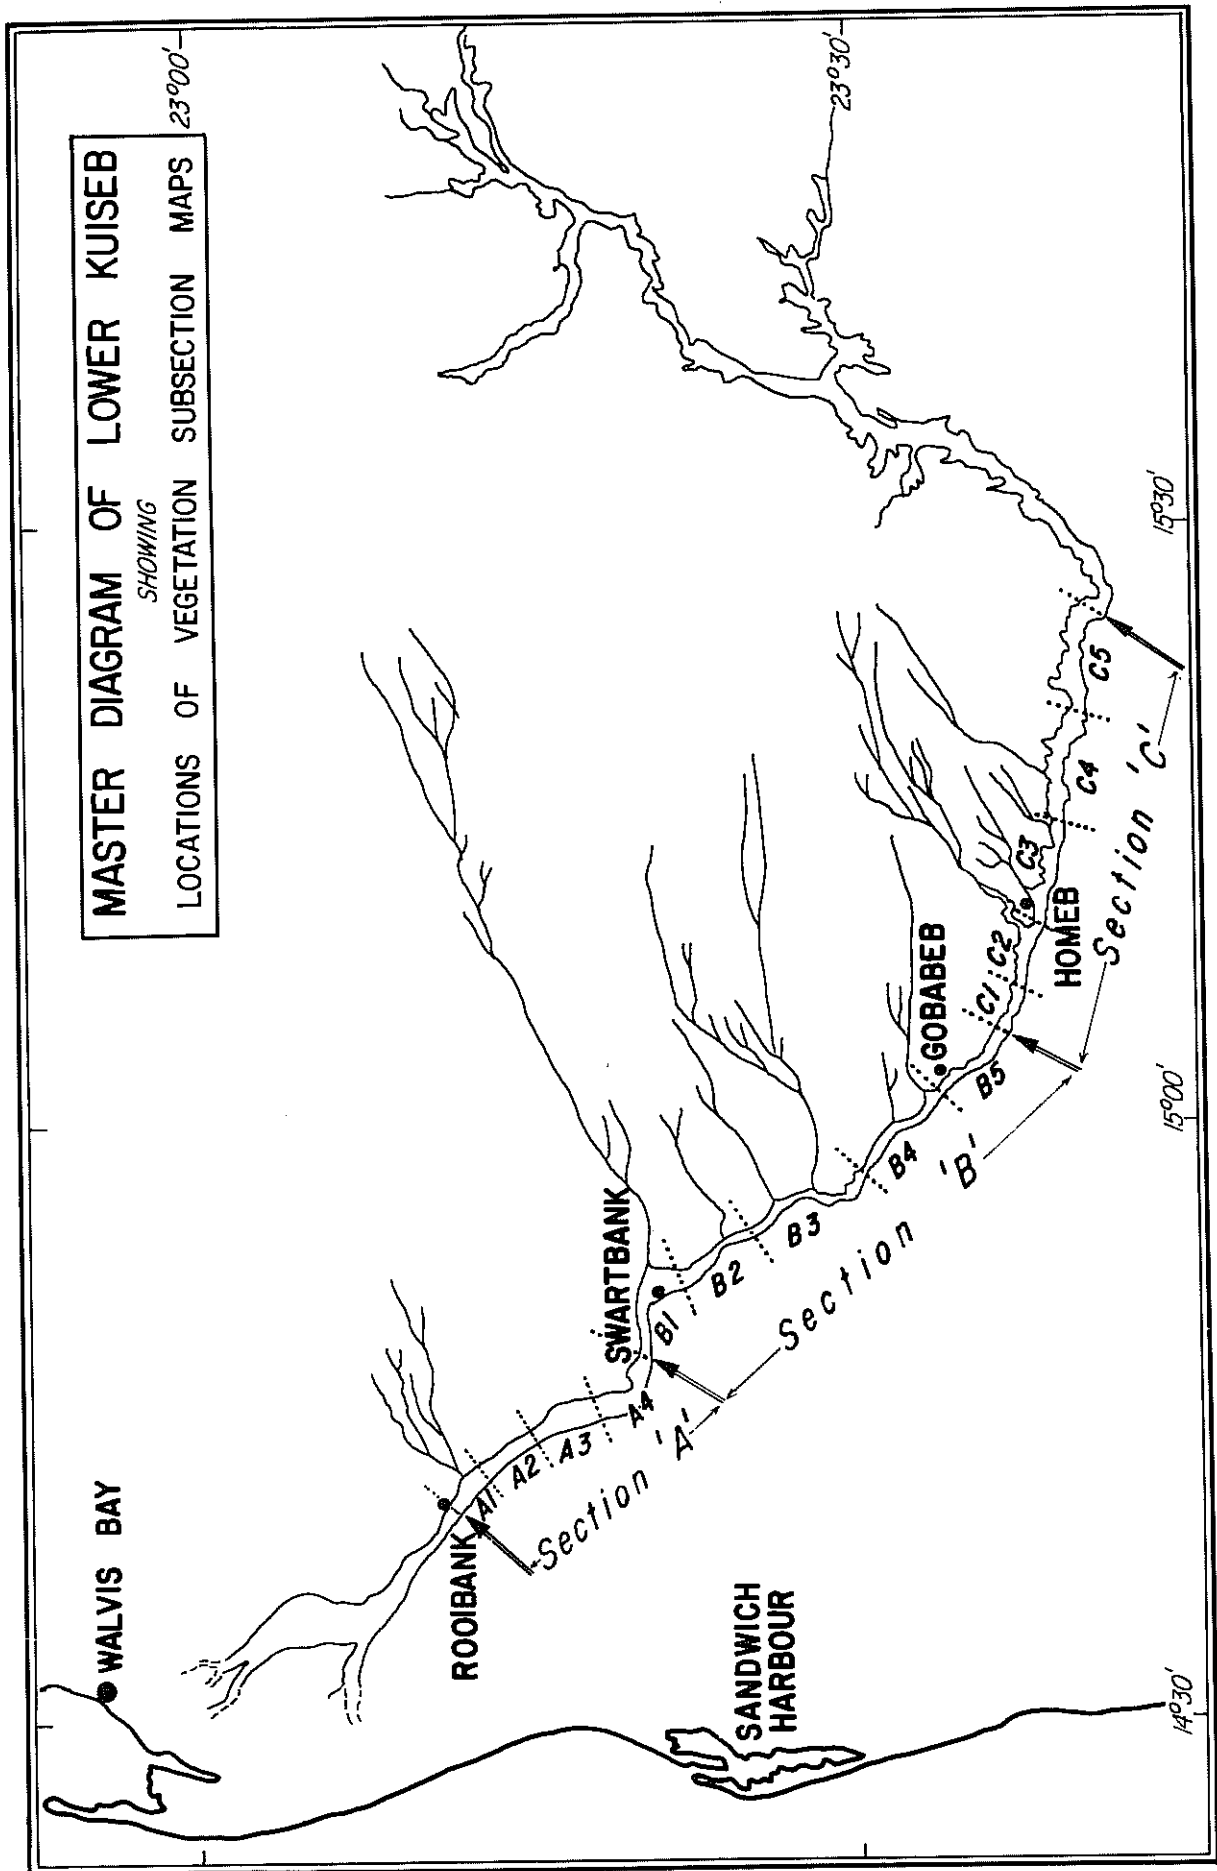 MASTER DIAGRAM OF LOWER KUISEB
SHOWING
LOCATIONS OF VEGETATION SUBSECTION MAPS
23°00'
23°30'
WALVIS BAY
ROOIBANK
SANDWICH
HARBOUR
SWARTBANK
GOBABEB
HOMEB
A1
A2
A3
A4
Section 'A'
B1
B2
B3
B4
B5
Section 'B'
C1
C2
C3
C4
C5
Section 'C'
14°30'
15°00'
15°30'